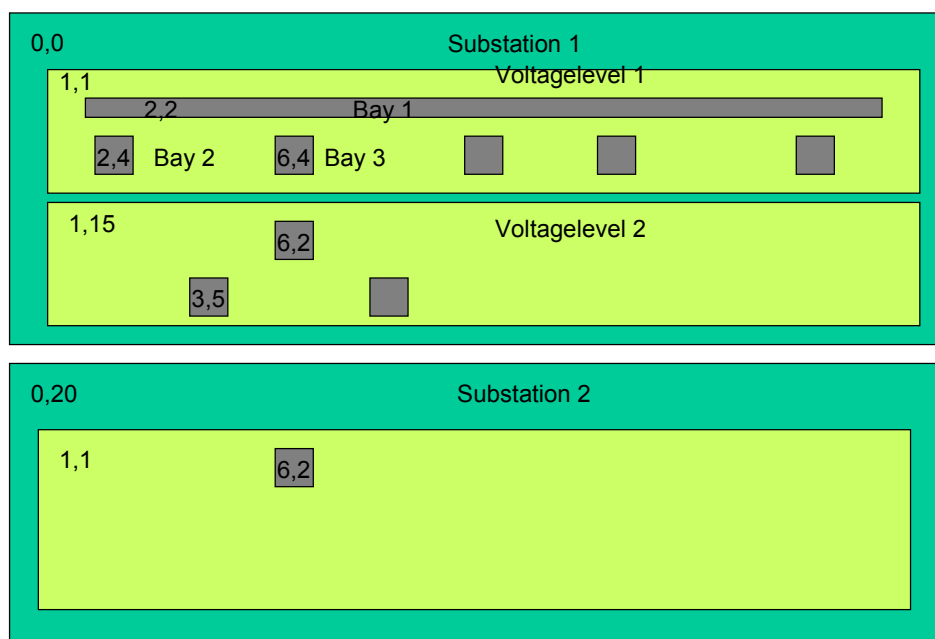 0,0 Substation 1
1,1 Voltagelevel 1
2,2 Bay 1
2,4 Bay 2 6,4 Bay 3
1,15 Voltagelevel 2
6,2
3,5
0,20 Substation 2
1,1 6,2